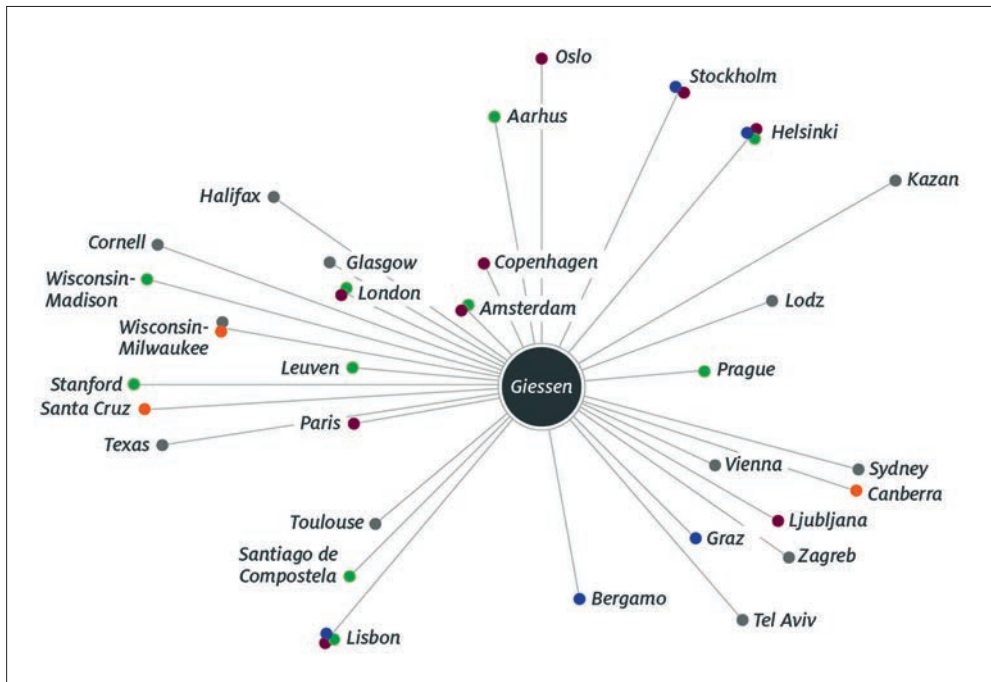 Oslo
Stockholm
Aarhus
Helsinki
Kazan
Halifax
Cornell
Glasgow
Copenhagen
Wisconsin-
Madison
London
Amsterdam
Lodz
Wisconsin-
Milwaukee
Leuven
Prague
Stanford
Giessen
Santa Cruz
Paris
Texas
Vienna
Sydney
Canberra
Toulouse
Ljubljana
Graz
Zagreb
Santiago de
Compostela
Bergamo
Tel Aviv
Lisbon